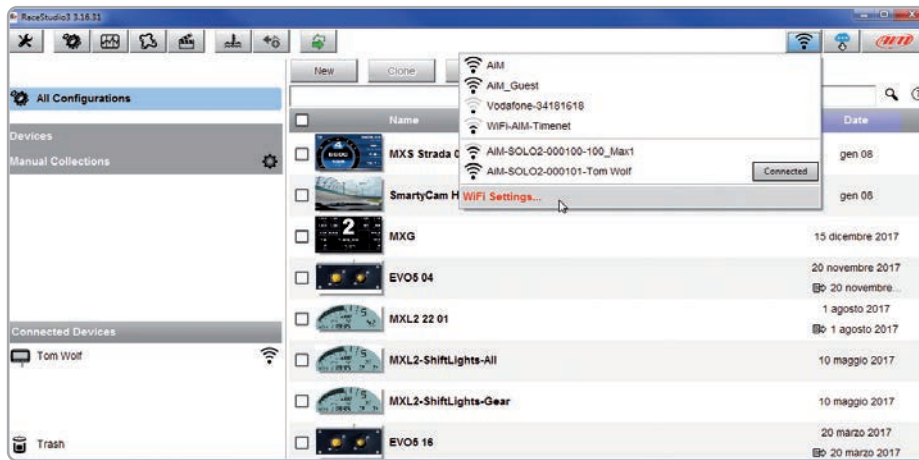 RaceStudio3 3.16.31
AiM
New
Clone
AiM
AiM_Guest
Vodafone-34181618
WiFi-AiM-Timenet
AiM-SOLO2-000100-100_Max1
AiM-SOLO2-000101-Tom Wolf
Connected
WiFi Settings...
All Configurations
Devices
Manual Collections
Connected Devices
Tom Wolf
Trash
Name
Date
MXS Strada
gen 08
SmartyCam H
gen 08
MXG
15 dicembre 2017
EVO5 04
20 novembre 2017
20 novembre...
MXL2 22 01
1 agosto 2017
1 agosto 2017
MXL2-ShiftLights-All
10 maggio 2017
MXL2-ShiftLights-Gear
10 maggio 2017
EVO5 16
20 marzo 2017
20 marzo 2017